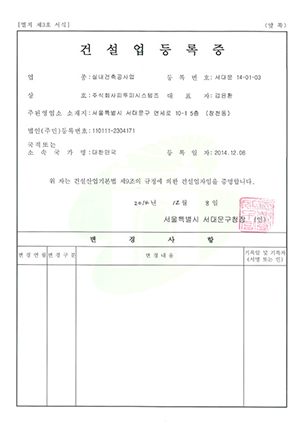 [별지 제3호 서식] (앞 쪽)
건설업등록증
업 종 : 실내건축공사업 등 록 번 호 : 서대문 14-01-03
상 호 : 주식회사피투피시스템즈 대 표 자 : 김완환
주된영업소 소재지 : 서울특별시 서대문구 연세로 10-1 5층 (창천동)
법인(주민)등록번호 : 110111-2304171
국적또는
소 속 국 가 명 : 대한민국 등 록 일 자 : 2014.12.08
위 자는 건설산업기본법 제9조의 규정에 의한 건설업자임을 증명합니다.
2014년 12월 8일
서울특별시 서대문구청장 (인)
변 경 사 항
변경 연월 변경구분 변 경 내 용 기록일 및 기록자
(서명 또는 인)